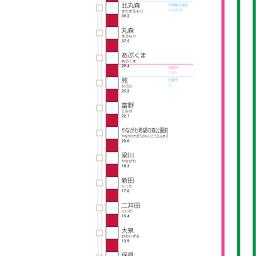 北丸森
きたまるもり
39.2
丸森
まるもり
37.5
あぶくま
あぶくま
29.4
兜
かぶと
25.2
富野
とみの
22.1
やながわ希望の森公園前
やながわきぼうのもりこうえんまえ
20.0
梁川
やながわ
18.3
新田
にった
17.0
二井田
にいだ
15.4
大泉
おおいずみ
13.9
保原